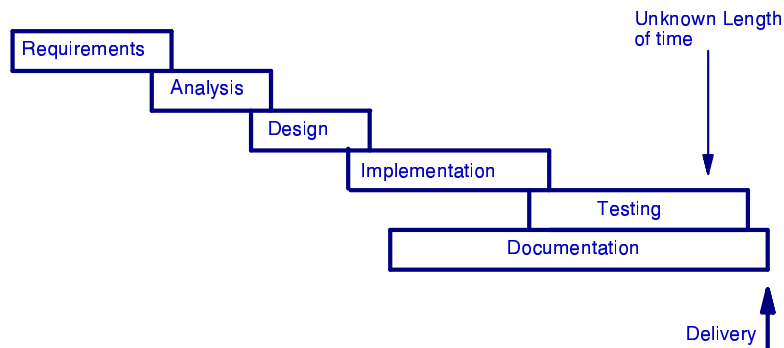 Unknown Length
of time
Requirements
Analysis
Design
Implementation
Testing
Documentation
Delivery